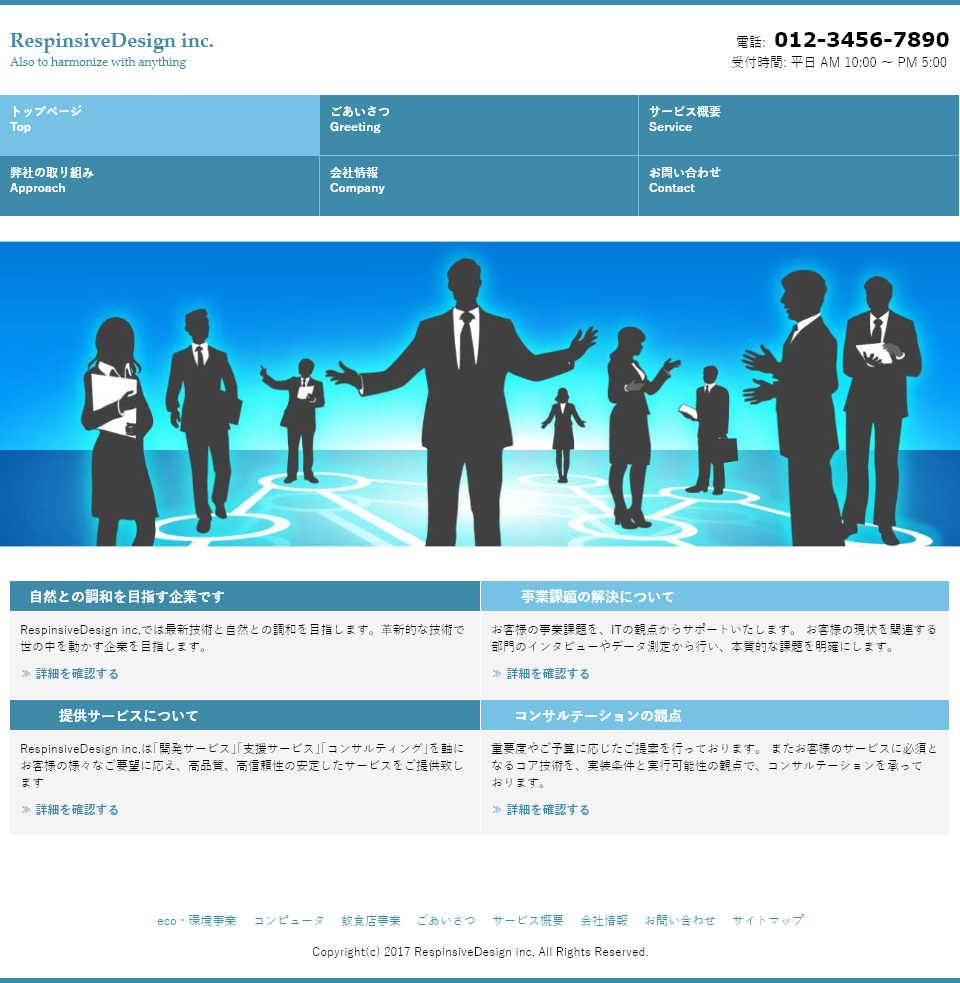 RespinsiveDesign inc.
Also to harmonize with anything
電話: 012-3456-7890
受付時間: 平日 AM 10:00 ～ PM 5:00
トップページ
Top
ごあいさつ
Greeting
サービス概要
Service
弊社の取り組み
Approach
会社情報
Company
お問い合わせ
Contact
自然との調和を目指す企業です
RespinsiveDesign inc.では最新技術と自然との調和を目指します。革新的な技術で
世の中を動かす企業を目指します。
≫ 詳細を確認する
事業課題の解決について
お客様の事業課題を、ITの観点からサポートいたします。 お客様の現状を関連する
部門のインタビューやデータ測定から行い、本質的な課題を明確にします。
≫ 詳細を確認する
提供サービスについて
RespinsiveDesign inc.は｢開発サービス｣｢支援サービス｣｢コンサルティング｣を軸に
お客様の様々なご要望に応え、高品質、高信頼性の安定したサービスをご提供致し
ます
≫ 詳細を確認する
コンサルテーションの観点
重要度やご予算に応じたご提案を行っております。 またお客様のサービスに必須と
なるコア技術を、実装条件と実行可能性の観点で、コンサルテーションを承って
おります。
≫ 詳細を確認する
eco・環境事業 コンピュータ 飲食店事業 ごあいさつ サービス概要 会社情報 お問い合わせ サイトマップ
Copyright(c) 2017 RespinsiveDesign inc. All Rights Reserved.